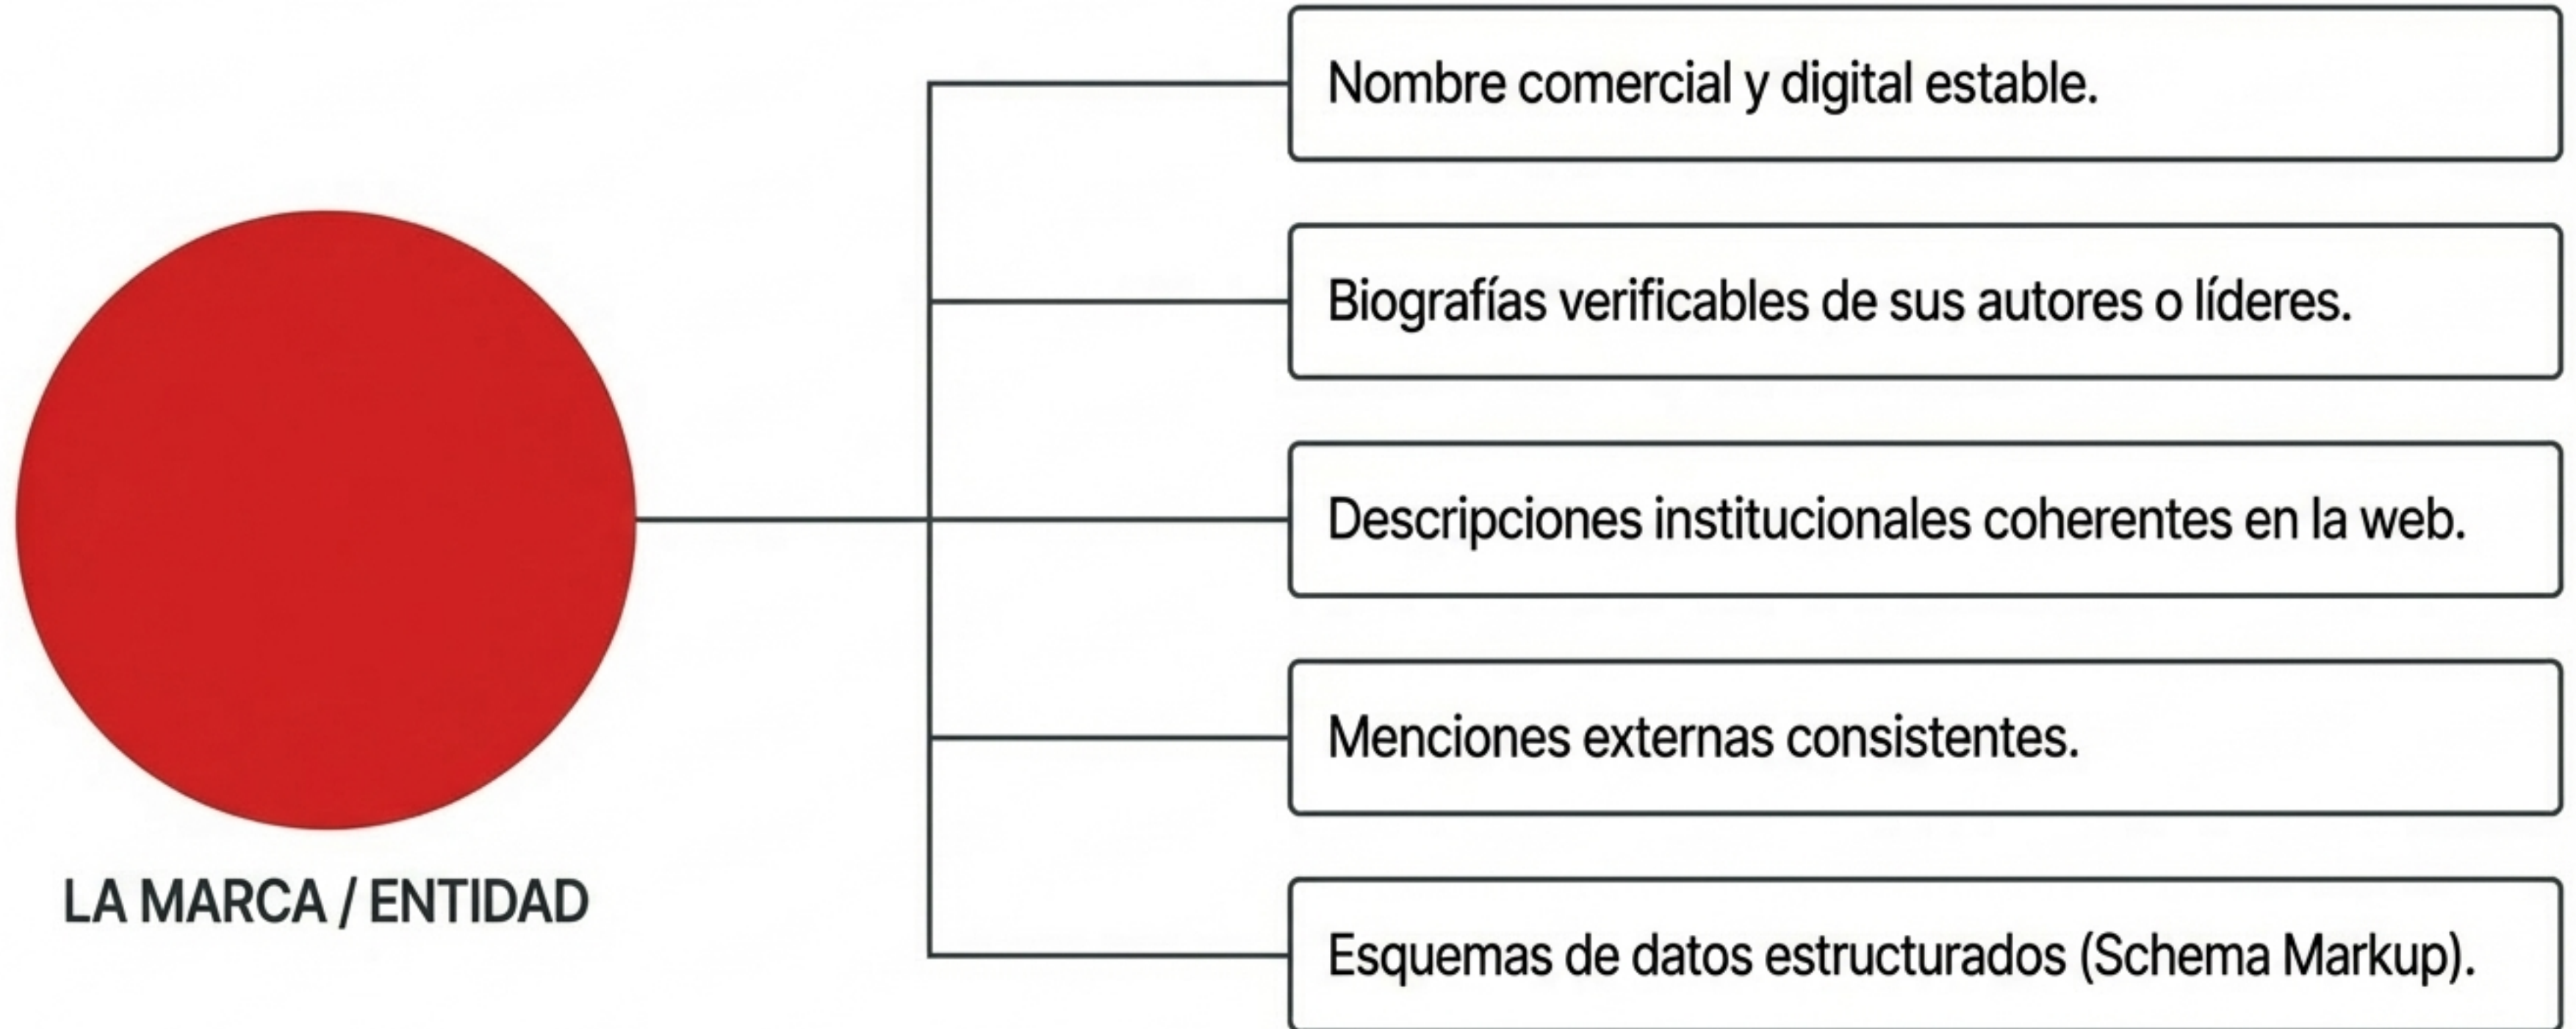 Nombre comercial y digital estable.
Biografías verificables de sus autores o líderes.
Descripciones institucionales coherentes en la web.
Menciones externas consistentes.
Esquemas de datos estructurados (Schema Markup).
LA MARCA / ENTIDAD